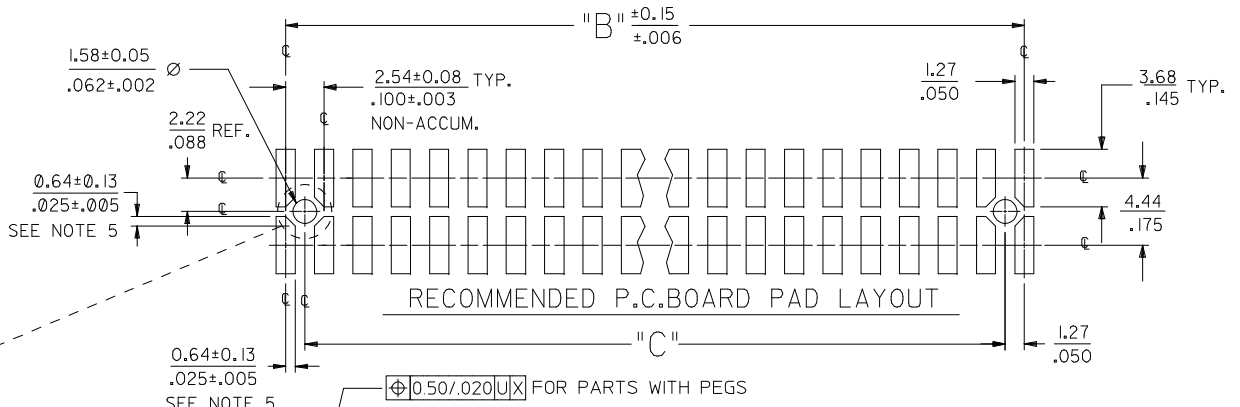 "B" ±0.15
±.006
1.58±0.05 Ø
.062±.002
2.54±0.08 TYP.
.100±.003
NON-ACCUM.
1.27
.050
3.68 TYP.
.145
2.22 REF.
.088
0.64±0.13
.025±.005
SEE NOTE 5
4.44
.175
RECOMMENDED P.C.BOARD PAD LAYOUT
"C"
1.27
.050
0.64±0.13
.025±.005
SEE NOTE 5
⌖ 0.50/.020 U X FOR PARTS WITH PEGS